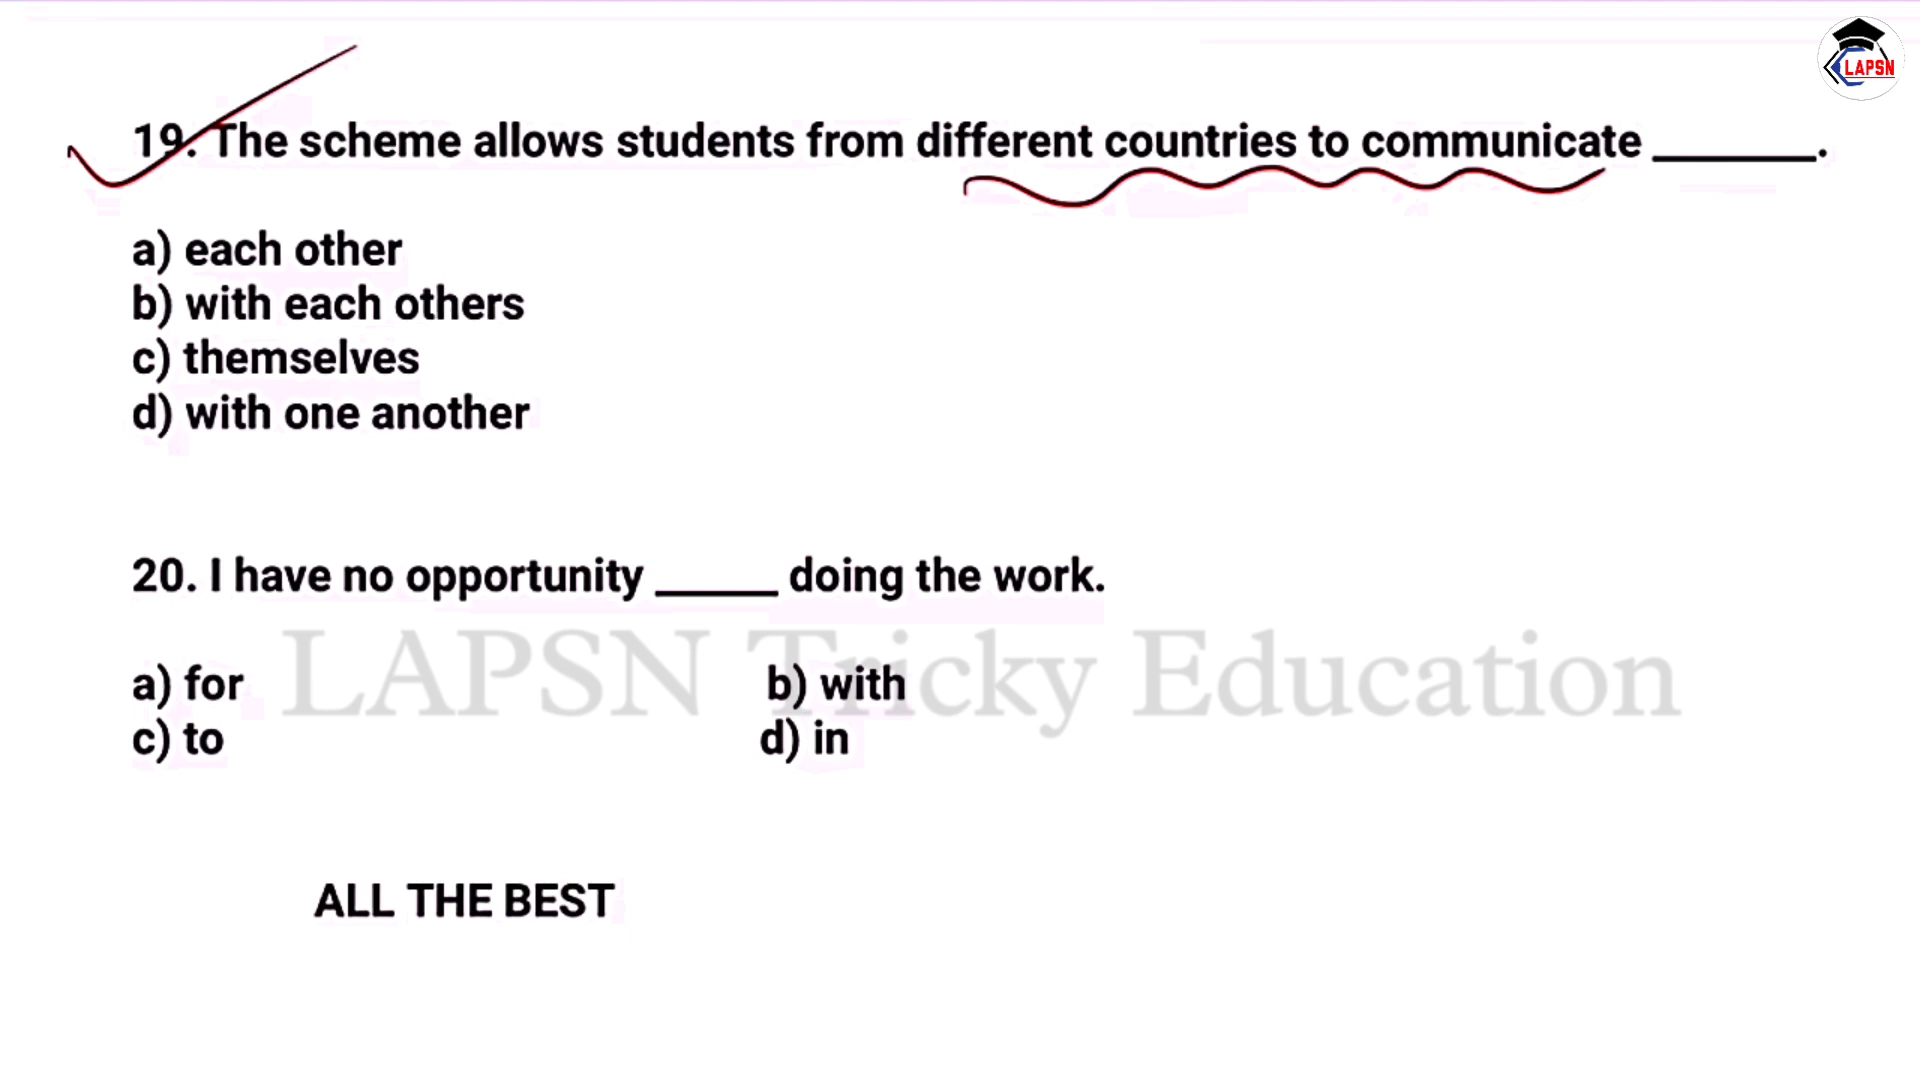 LAPSN
19. The scheme allows students from different countries to communicate ________.
a) each other
b) with each others
c) themselves
d) with one another
20. I have no opportunity ______ doing the work.
LAPSN Tricky Education
a) for b) with
c) to d) in
ALL THE BEST